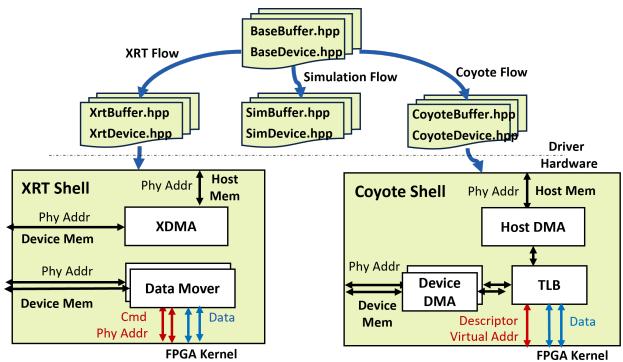 BaseBuffer.hpp
BaseDevice.hpp
XRT Flow
Simulation Flow
Coyote Flow
XrtBuffer.hpp
XrtDevice.hpp
SimBuffer.hpp
SimDevice.hpp
CoyoteBuffer.hpp
CoyoteDevice.hpp
Driver
Hardware
XRT Shell
Phy Addr
Host
Mem
Phy Addr
Device Mem
XDMA
Phy Addr
Device Mem
Data Mover
Cmd
Phy Addr
Data
FPGA Kernel
Coyote Shell
Phy Addr
Host Mem
Host DMA
Phy Addr
Device
Mem
Device
DMA
TLB
Descriptor
Virtual Addr
Data
FPGA Kernel